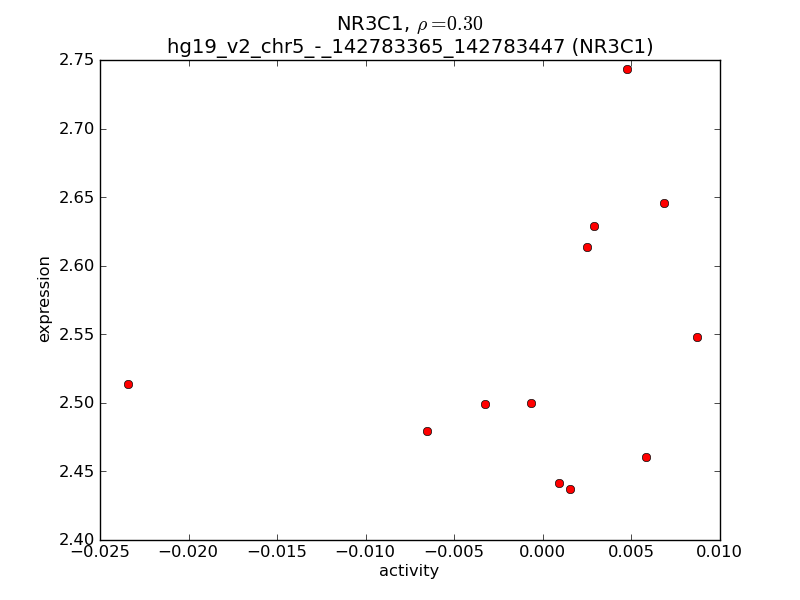 NR3C1, ρ=0.30
hg19_v2_chr5_-_142783365_142783447 (NR3C1)
2.75
2.70
2.65
2.60
2.55
2.50
2.45
2.40
expression
−0.025 −0.020 −0.015 −0.010 −0.005 0.000 0.005 0.010
activity